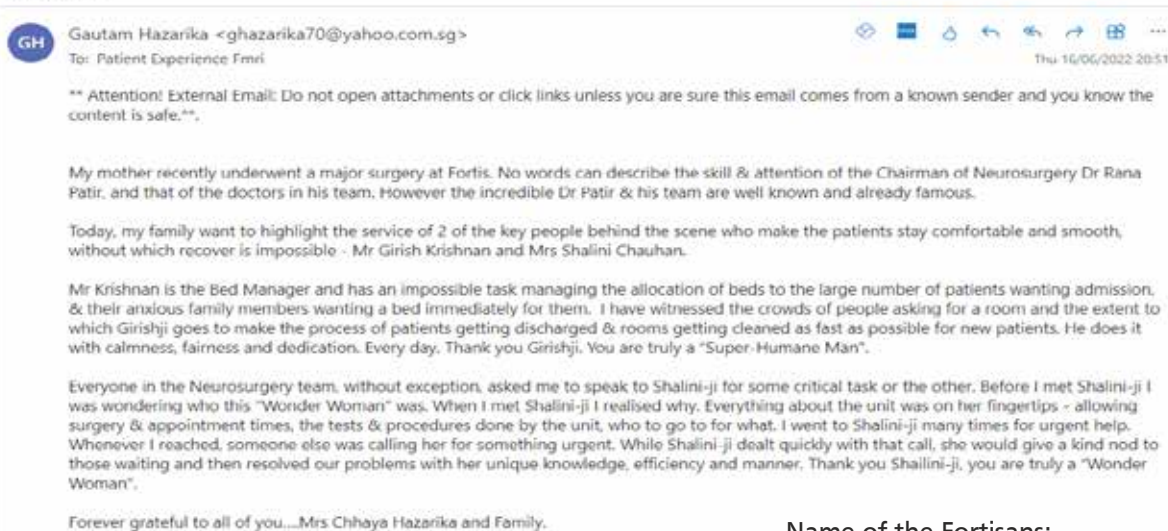 GH
Gautam Hazarika <ghazarika70@yahoo.com.sg>
To: Patient Experience Fmri
Thu 16/06/2022 20:51
** Attention! External Email: Do not open attachments or click links unless you are sure this email comes from a known sender and you know the
content is safe.**.
My mother recently underwent a major surgery at Fortis. No words can describe the skill & attention of the Chairman of Neurosurgery Dr Rana
Patir, and that of the doctors in his team. However the incredible Dr Patir & his team are well known and already famous.
Today, my family want to highlight the service of 2 of the key people behind the scene who make the patients stay comfortable and smooth,
without which recover is impossible - Mr Girish Krishnan and Mrs Shalini Chauhan.
Mr Krishnan is the Bed Manager and has an impossible task managing the allocation of beds to the large number of patients wanting admission,
& their anxious family members wanting a bed immediately for them. I have witnessed the crowds of people asking for a room and the extent to
which Girishji goes to make the process of patients getting discharged & rooms getting cleaned as fast as possible for new patients. He does it
with calmness, fairness and dedication. Every day. Thank you Girishji. You are truly a "Super-Humane Man".
Everyone in the Neurosurgery team, without exception, asked me to speak to Shalini-ji for some critical task or the other. Before I met Shalini-ji I
was wondering who this "Wonder Woman" was. When I met Shalini-ji I realised why. Everything about the unit was on her fingertips - allowing
surgery & appointment times, the tests & procedures done by the unit, who to go to for what. I went to Shalini-ji many times for urgent help.
Whenever I reached, someone else was calling her for something urgent. While Shalini-ji dealt quickly with that call, she would give a kind nod to
those waiting and then resolved our problems with her unique knowledge, efficiency and manner. Thank you Shailini-ji, you are truly a "Wonder
Woman".
Forever grateful to all of you....Mrs Chhaya Hazarika and Family.
Name of the Fortisans: